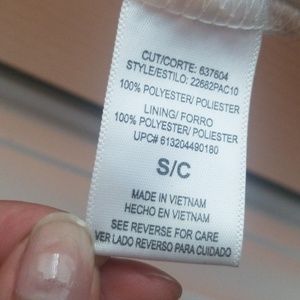 CUT/CORTE: 637604
STYLE/ESTILO: 22682PAC10
100% POLYESTER/ POLIESTER
LINING/ FORRO
100% POLYESTER/ POLIESTER
UPC# 613204490180
S/C
MADE IN VIETNAM
HECHO EN VIETNAM
SEE REVERSE FOR CARE
VER LADO REVERSO PARA CUIDADO